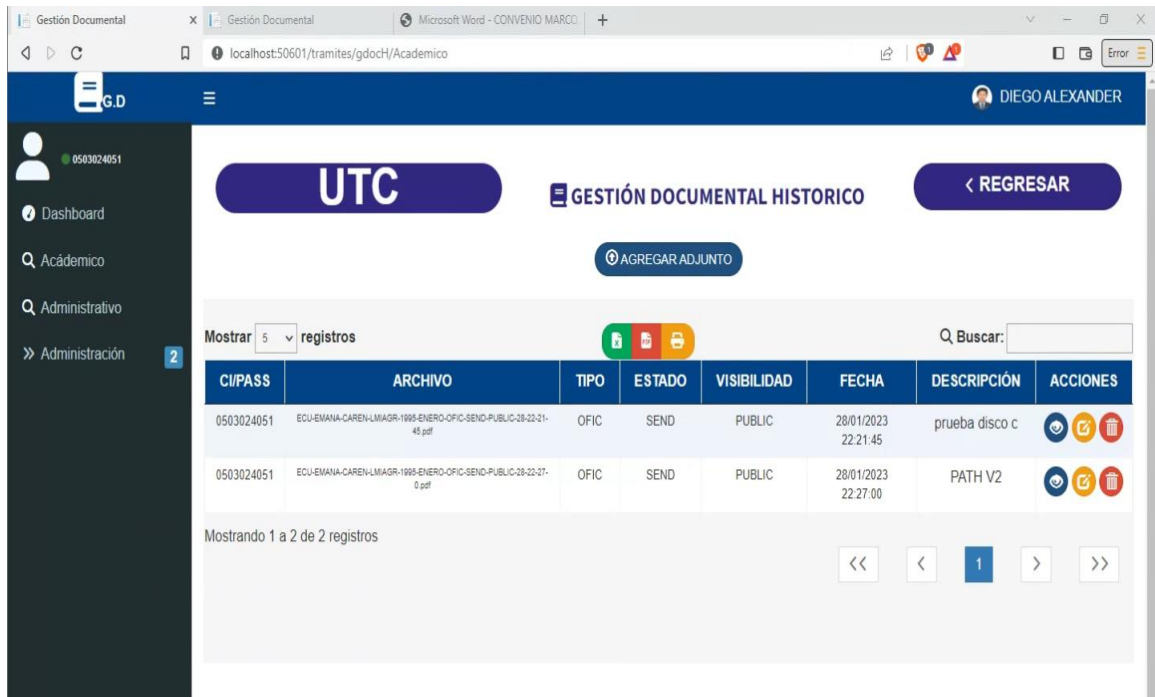 Gestión Documental
Gestión Documental
Microsoft Word - CONVENIO MARCO
localhost:50601/tramites/gdocH/Academico
Error
G.D
DIEGO ALEXANDER
0503024051
Dashboard
Acádemico
Administrativo
Administración 2
UTC
GESTIÓN DOCUMENTAL HISTORICO
< REGRESAR
AGREGAR ADJUNTO
Mostrar 5 registros
Buscar:
CI/PASS ARCHIVO TIPO ESTADO VISIBILIDAD FECHA DESCRIPCIÓN ACCIONES
0503024051 ECU-EMANA-CAREN-LMIAGR-1995-ENERO-OFIC-SEND-PUBLIC-28-22-21- OFIC SEND PUBLIC 28/01/2023 prueba disco c
45.pdf 22:21:45
0503024051 ECU-EMANA-CAREN-LMIAGR-1995-ENERO-OFIC-SEND-PUBLIC-28-22-27- OFIC SEND PUBLIC 28/01/2023 PATH V2
0.pdf 22:27:00
Mostrando 1 a 2 de 2 registros
<< < 1 > >>